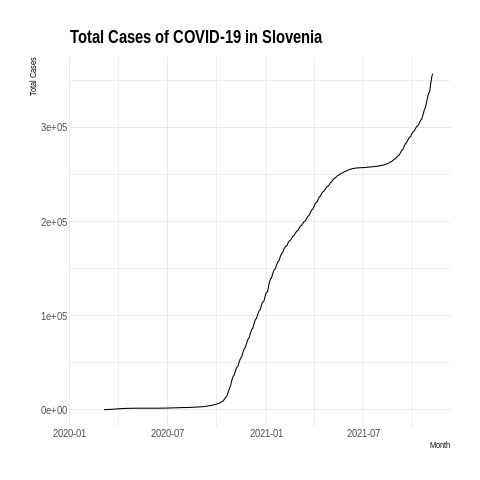 Total Cases of COVID-19 in Slovenia
Total Cases
3e+05
2e+05
1e+05
0e+00
2020-01 2020-07 2021-01 2021-07
Month